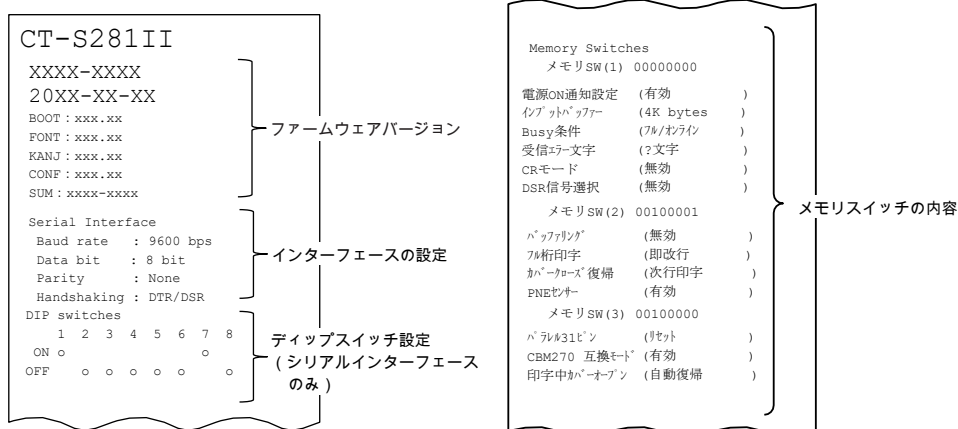 CT-S281II
XXXX-XXXX
20XX-XX-XX
BOOT：xxx.xx
FONT：xxx.xx
KANJ：xxx.xx
CONF：xxx.xx
SUM：xxxx-xxxx
ファームウェアバージョン
Serial Interface
Baud rate : 9600 bps
Data bit : 8 bit
Parity : None
Handshaking : DTR/DSR
インターフェースの設定
DIP switches
1 2 3 4 5 6 7 8
ON o o
OFF o o o o o o
ディップスイッチ設定
(シリアルインターフェース
のみ)
Memory Switches
メモリSW(1) 00000000
電源ON通知設定 (有効 )
ｲﾝﾌﾟｯﾄﾊﾞｯﾌｧｰ (4K bytes )
Busy条件 (ﾌﾙ/ｵﾝﾗｲﾝ )
受信ｴﾗｰ文字 (?文字 )
CRモード (無効 )
DSR信号選択 (無効 )
メモリSW(2) 00100001
ﾊﾞｯﾌｧﾘﾝｸﾞ (無効 )
ﾌﾙ桁印字 (即改行 )
ｶﾊﾞｰｸﾛｰｽﾞ復帰 (次行印字 )
PNEｾﾝｻｰ (有効 )
メモリSW(3) 00100000
ﾊﾟﾗﾚﾙ31ﾋﾟﾝ (ﾘｾｯﾄ )
CBM270 互換ﾓｰﾄﾞ (有効 )
印字中ｶﾊﾞｰｵｰﾌﾟﾝ (自動復帰 )
メモリスイッチの内容